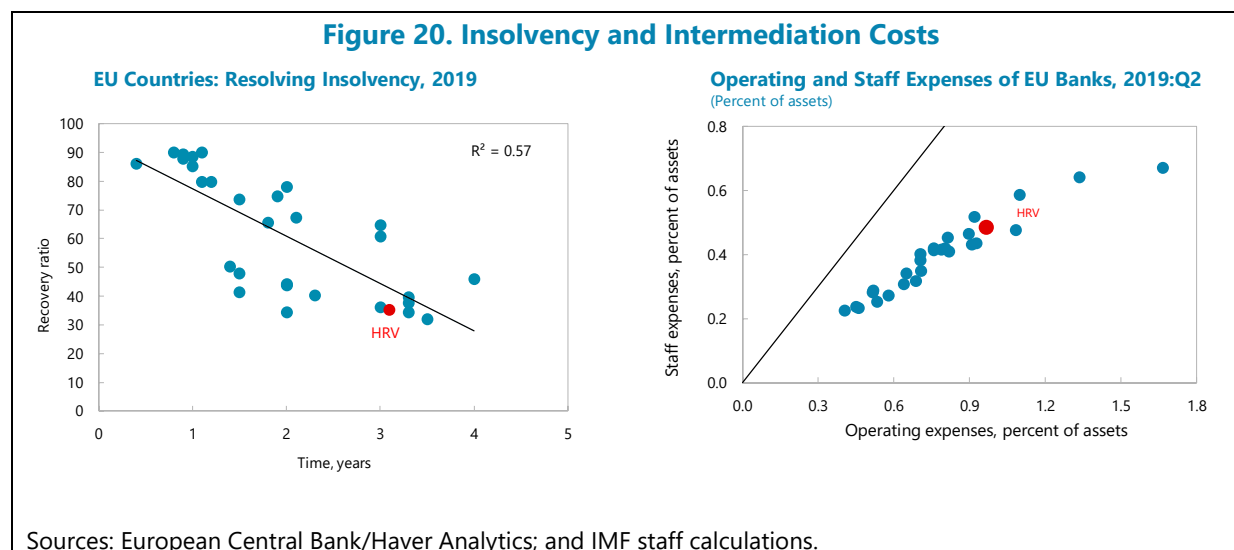 Figure 20. Insolvency and Intermediation Costs
EU Countries: Resolving Insolvency, 2019
R² = 0.57
100
90
80
70
60
50
40
30
20
10
0
Recovery ratio
HRV
0 1 2 3 4 5
Time, years
Operating and Staff Expenses of EU Banks, 2019:Q2
(Percent of assets)
0.8
0.6
0.4
0.2
0.0
Staff expenses, percent of assets
HRV
0.0 0.3 0.6 0.9 1.2 1.5 1.8
Operating expenses, percent of assets
Sources: European Central Bank/Haver Analytics; and IMF staff calculations.